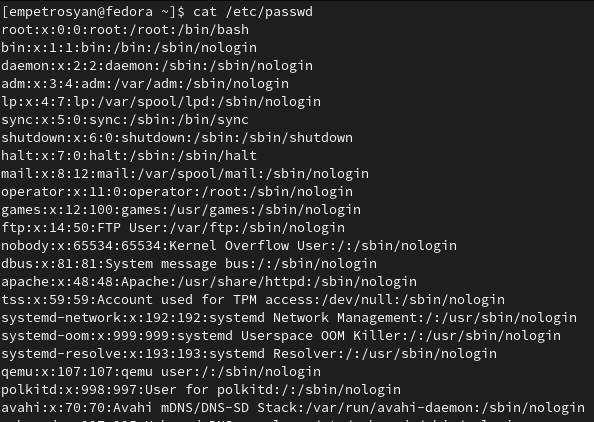 [empetrosyan@fedora ~]$ cat /etc/passwd
root:x:0:0:root:/root:/bin/bash
bin:x:1:1:bin:/bin:/sbin/nologin
daemon:x:2:2:daemon:/sbin:/sbin/nologin
adm:x:3:4:adm:/var/adm:/sbin/nologin
lp:x:4:7:lp:/var/spool/lpd:/sbin/nologin
sync:x:5:0:sync:/sbin:/bin/sync
shutdown:x:6:0:shutdown:/sbin:/sbin/shutdown
halt:x:7:0:halt:/sbin:/sbin/halt
mail:x:8:12:mail:/var/spool/mail:/sbin/nologin
operator:x:11:0:operator:/root:/sbin/nologin
games:x:12:100:games:/usr/games:/sbin/nologin
ftp:x:14:50:FTP User:/var/ftp:/sbin/nologin
nobody:x:65534:65534:Kernel Overflow User:/:/sbin/nologin
dbus:x:81:81:System message bus:/:/sbin/nologin
apache:x:48:48:Apache:/usr/share/httpd:/sbin/nologin
tss:x:59:59:Account used for TPM access:/dev/null:/sbin/nologin
systemd-network:x:192:192:systemd Network Management:/:/usr/sbin/nologin
systemd-oom:x:999:999:systemd Userspace OOM Killer:/:/usr/sbin/nologin
systemd-resolve:x:193:193:systemd Resolver:/:/usr/sbin/nologin
qemu:x:107:107:qemu user:/:/sbin/nologin
polkitd:x:998:997:User for polkitd:/:/sbin/nologin
avahi:x:70:70:Avahi mDNS/DNS-SD Stack:/var/run/avahi-daemon:/sbin/nologin